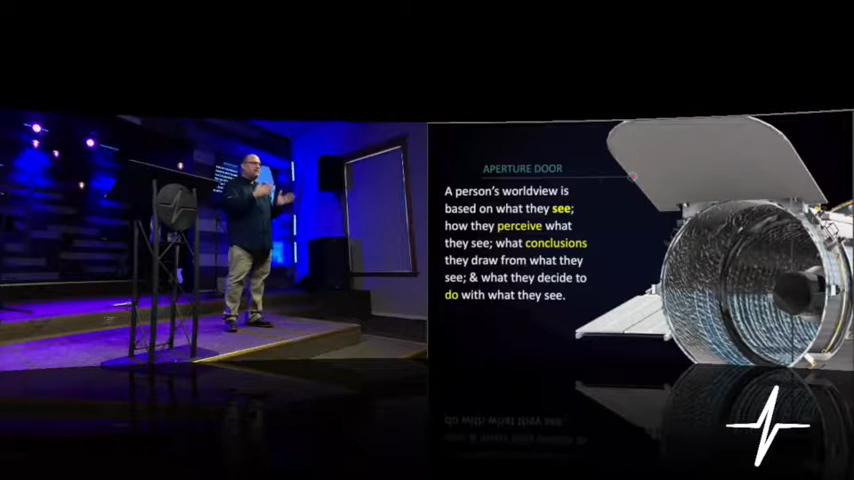 APERTURE DOOR
A person's worldview is
based on what they see;
how they perceive what
they see; what conclusions
they draw from what they
see; & what they decide to
do with what they see.